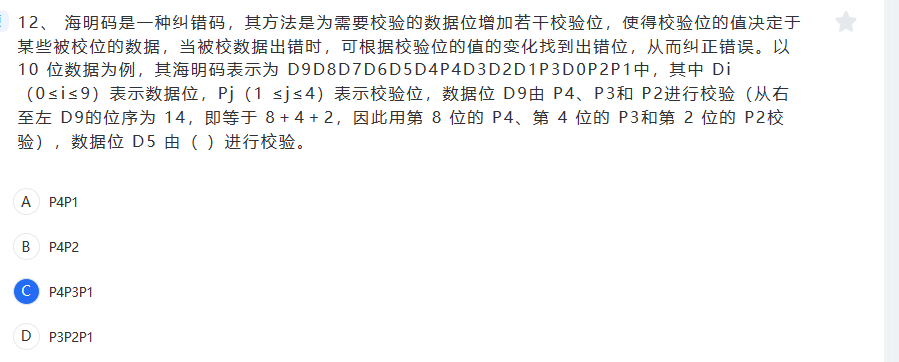 12、 海明码是一种纠错码，其方法是为需要校验的数据位增加若干校验位，使得校验位的值决定于
某些被校位的数据，当被校数据出错时，可根据校验位的值的变化找到出错位，从而纠正错误。以
10 位数据为例，其海明码表示为 D9D8D7D6D5D4P4D3D2D1P3D0P2P1中，其中 Di
（0≤i≤9）表示数据位，Pj（1 ≤j≤4）表示校验位，数据位 D9由 P4、P3和 P2进行校验（从右
至左 D9的位序为 14，即等于 8+4+2，因此用第 8 位的 P4、第 4 位的 P3和第 2 位的 P2校
验），数据位 D5 由（ ）进行校验。
A P4P1
B P4P2
C P4P3P1
D P3P2P1